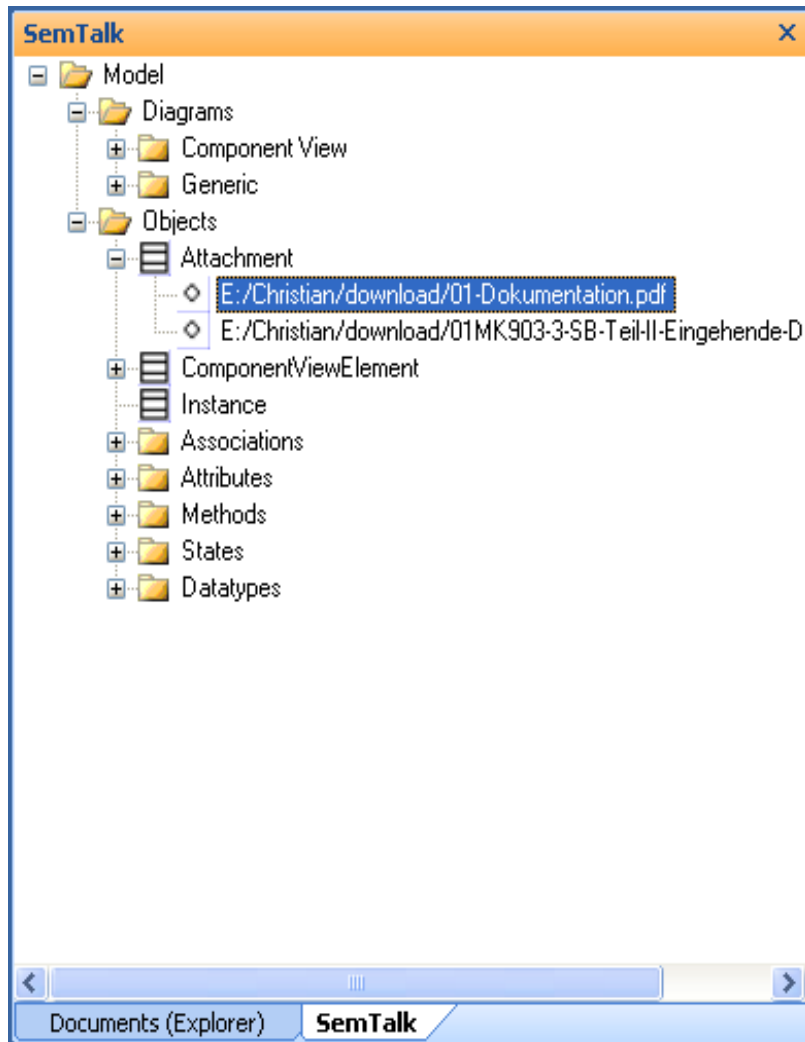 SemTalk
Model
Diagrams
Component View
Generic
Objects
Attachment
E:/Christian/download/01-Dokumentation.pdf
E:/Christian/download/01MK903-3-SB-Teil-II-Eingehende-D
ComponentViewElement
Instance
Associations
Attributes
Methods
States
Datatypes
Documents (Explorer) SemTalk